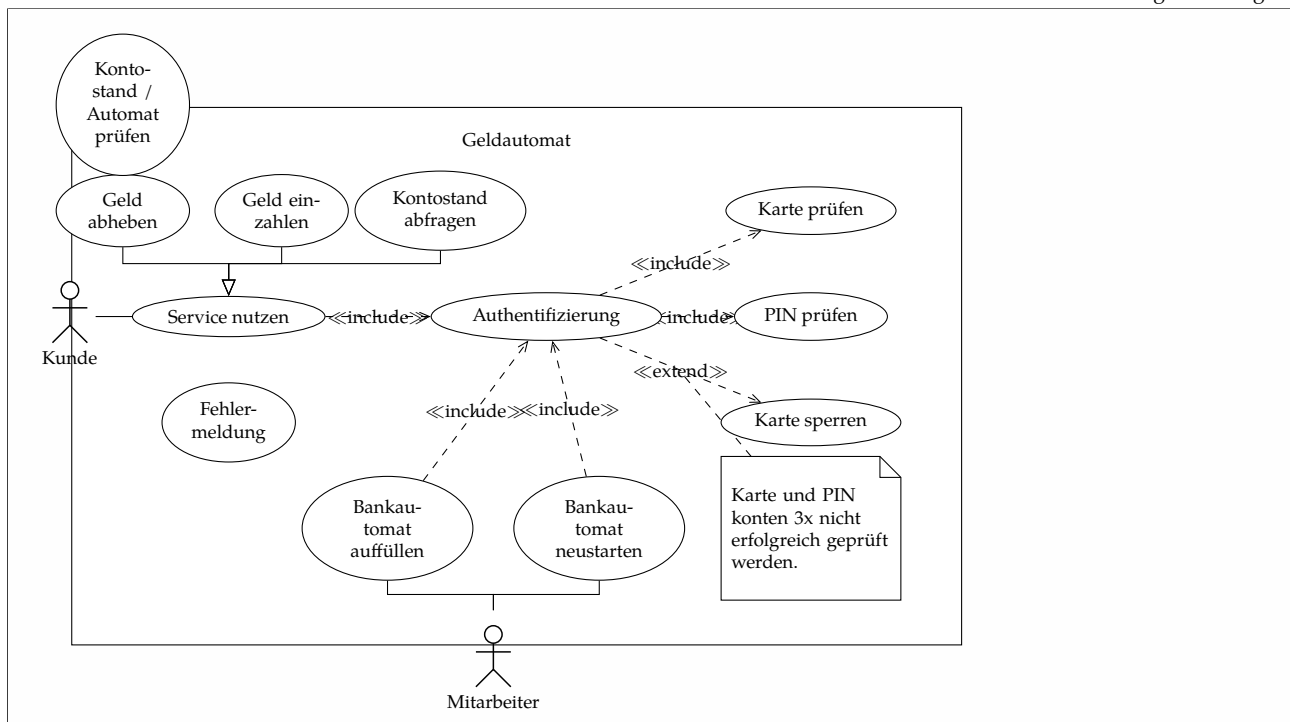 Konto-
stand /
Automat
prüfen
Geldautomat
Geld
abheben
Geld ein-
zahlen
Kontostand
abfragen
Karte prüfen
≪include≫
Service nutzen
≪include≫
Authentifizierung
≪include≫
PIN prüfen
Kunde
≪extend≫
Fehler-
meldung
≪include≫
≪include≫
Karte sperren
Bankau-
tomat
auffüllen
Bankau-
tomat
neustarten
Karte und PIN
konten 3x nicht
erfolgreich geprüft
werden.
Mitarbeiter